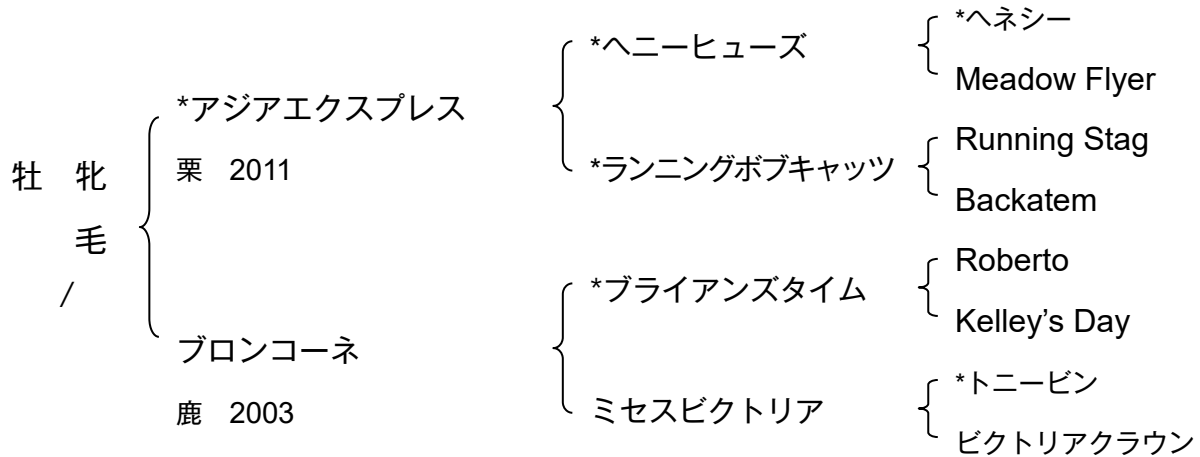 牡 牝
毛
/
*アジアエクスプレス
栗 2011
ブロンコーネ
鹿 2003
*ヘニーヒューズ
*ランニングボブキャッツ
*ブライアンズタイム
ミセスビクトリア
*ヘネシー
Meadow Flyer
Running Stag
Backatem
Roberto
Kelley’s Day
*トニービン
ビクトリアクラウン